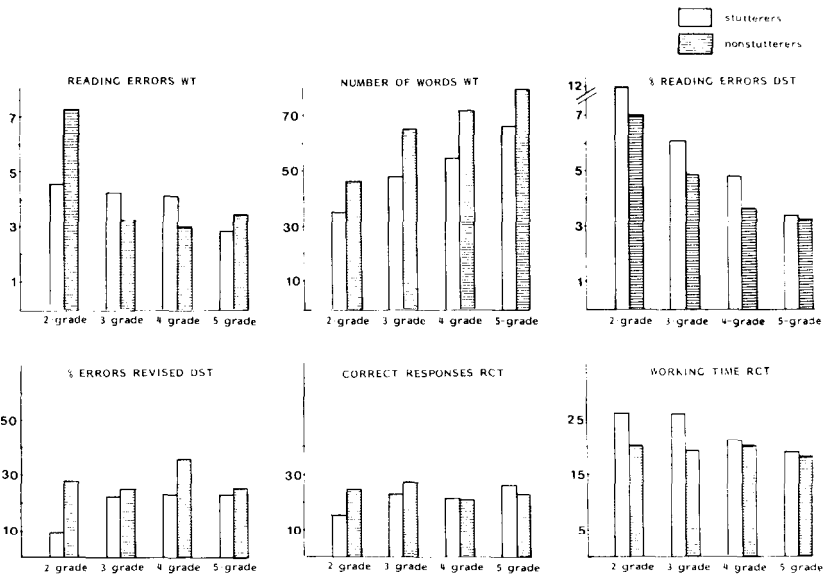 stutterers
nonstutterers
READING ERRORS WT
7
5
3
1
2-grade 3 grade 4 grade 5 grade
NUMBER OF WORDS WT
70
50
30
10
2 grade 3 grade 4 grade 5-grade
% READING ERRORS DST
12
7
5
3
1
2 grade 3 grade 4-grade 5-grade
% ERRORS REVISED DST
50
30
10
2 grade 3 grade 4 grade 5 grade
CORRECT RESPONSES RCT
30
10
2 grade 3 grade 4 grade 5 grade
WORKING TIME RCT
25
15
5
2 grade 3 grade 4 grade 5 grade